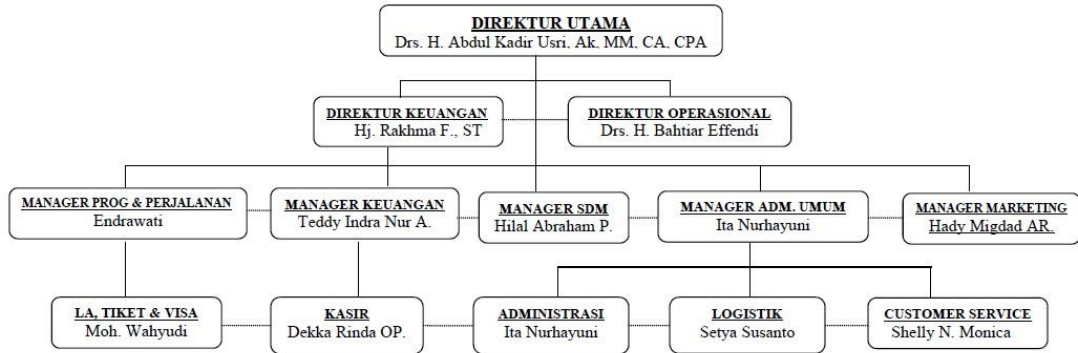 DIREKTUR UTAMA
Drs. H. Abdul Kadir Usri, Ak, MM, CA, CPA
DIREKTUR KEUANGAN
Hj. Rakhma F., ST
DIREKTUR OPERASIONAL
Drs. H. Bahtiar Effendi
MANAGER PROG & PERJALANAN
Endrawati
MANAGER KEUANGAN
Teddy Indra Nur A.
MANAGER SDM
Hilal Abraham P.
MANAGER ADM. UMUM
Ita Nurhayuni
MANAGER MARKETING
Hady Migdad AR.
LA, TIKET & VISA
Moh. Wahyudi
KASIR
Dekka Rinda OP.
ADMINISTRASI
Ita Nurhayuni
LOGISTIK
Setya Susanto
CUSTOMER SERVICE
Shelly N. Monica